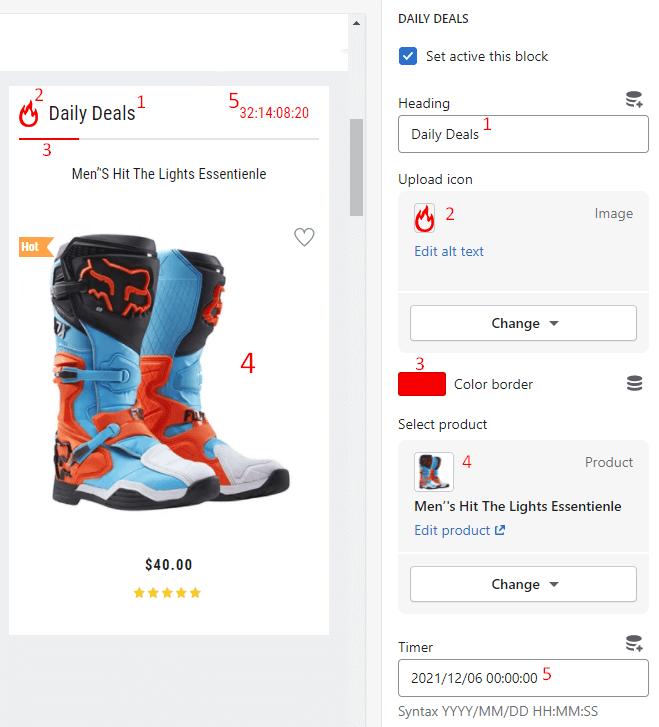 2
Daily Deals 1
5
32:14:08:20
3
Men''S Hit The Lights Essentienle
Hot
4
$40.00
DAILY DEALS
Set active this block
Heading
Daily Deals 1
Upload icon
2
Image
Edit alt text
Change
3
Color border
Select product
4
Product
Men''s Hit The Lights Essentienle
Edit product
Change
Timer
2021/12/06 00:00:00 5
Syntax YYYY/MM/DD HH:MM:SS